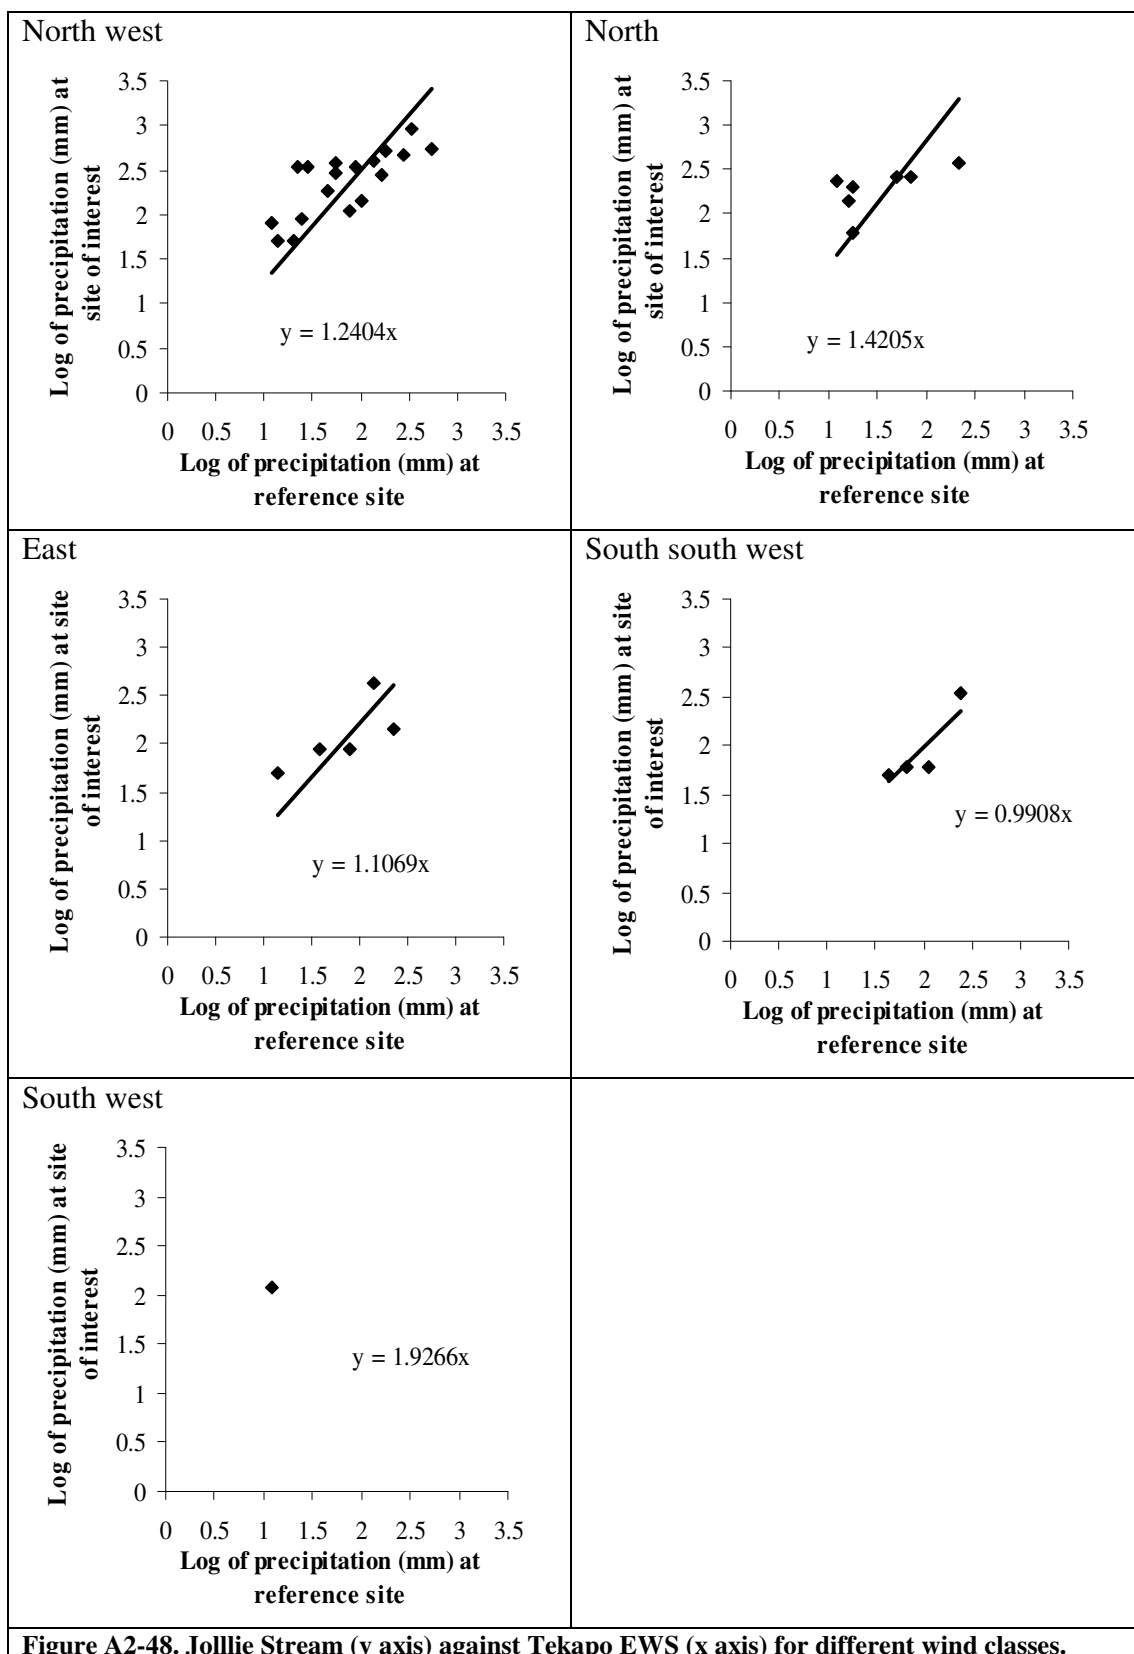 North west
Log of precipitation (mm) at
site of interest
3.5
3
2.5
2
1.5
1
0.5
0
y = 1.2404x
0 0.5 1 1.5 2 2.5 3 3.5
Log of precipitation (mm) at
reference site
North
Log of precipitation (mm) at
site of interest
3.5
3
2.5
2
1.5
1
0.5
0
y = 1.4205x
0 0.5 1 1.5 2 2.5 3 3.5
Log of precipitation (mm) at
reference site
East
Log of precipitation (mm) at site
of interest
3.5
3
2.5
2
1.5
1
0.5
0
y = 1.1069x
0 0.5 1 1.5 2 2.5 3 3.5
Log of precipitation (mm) at
reference site
South south west
Log of precipitation (mm) at site
of interest
3.5
3
2.5
2
1.5
1
0.5
0
y = 0.9908x
0 0.5 1 1.5 2 2.5 3 3.5
Log of precipitation (mm) at
reference site
South west
Log of precipitation (mm) at site
of interest
3.5
3
2.5
2
1.5
1
0.5
0
y = 1.9266x
0 0.5 1 1.5 2 2.5 3 3.5
Log of precipitation (mm) at
reference site
Figure A2-48. Jolllie Stream (y axis) against Tekapo EWS (x axis) for different wind classes.